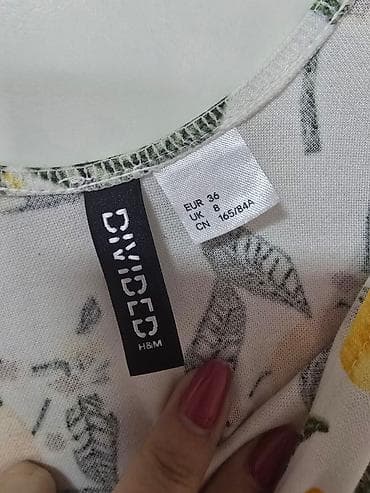 DIVIDED
H&M
EUR 36
UK 8
CN 165/84A